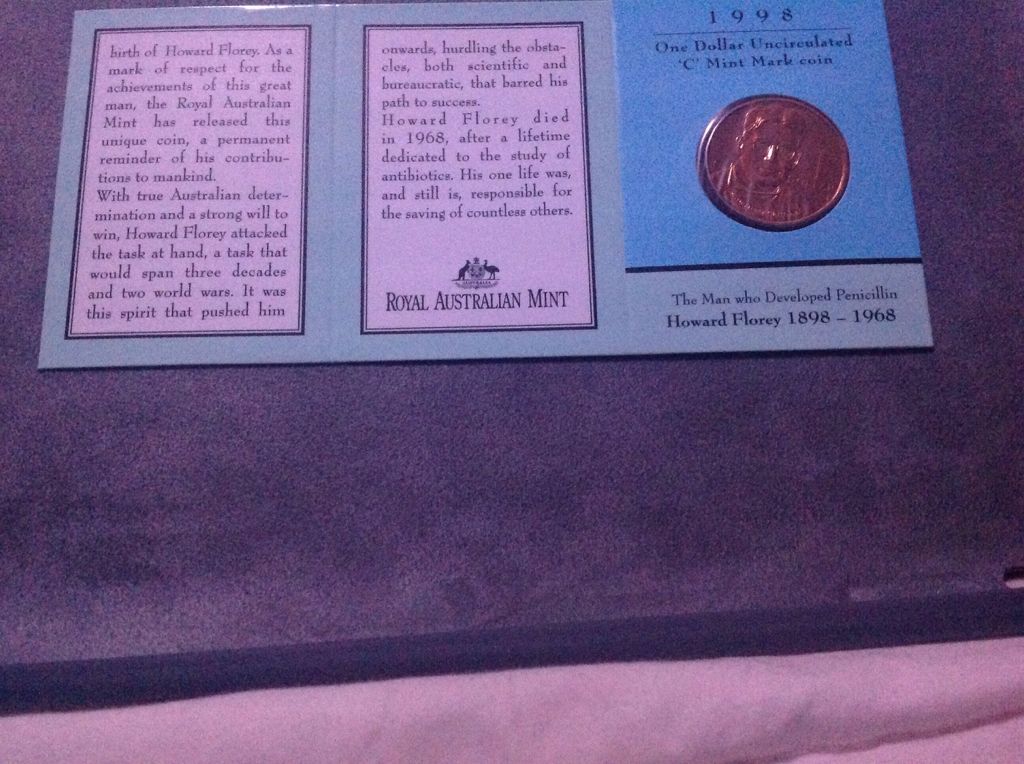 birth of Howard Florey. As a
mark of respect for the
achievements of this great
man, the Royal Australian
Mint has released this
unique coin, a permanent
reminder of his contribu-
tions to mankind.
With true Australian deter-
mination and a strong will to
win, Howard Florey attacked
the task at hand, a task that
would span three decades
and two world wars. It was
this spirit that pushed him
onwards, hurdling the obsta-
cles, both scientific and
bureaucratic, that barred his
path to success.
Howard Florey died
in 1968, after a lifetime
dedicated to the study of
antibiotics. His one life was,
and still is, responsible for
the saving of countless others.
ROYAL AUSTRALIAN MINT
1998
One Dollar Uncirculated
'C' Mint Mark coin
The Man who Developed Penicillin
Howard Florey 1898 – 1968